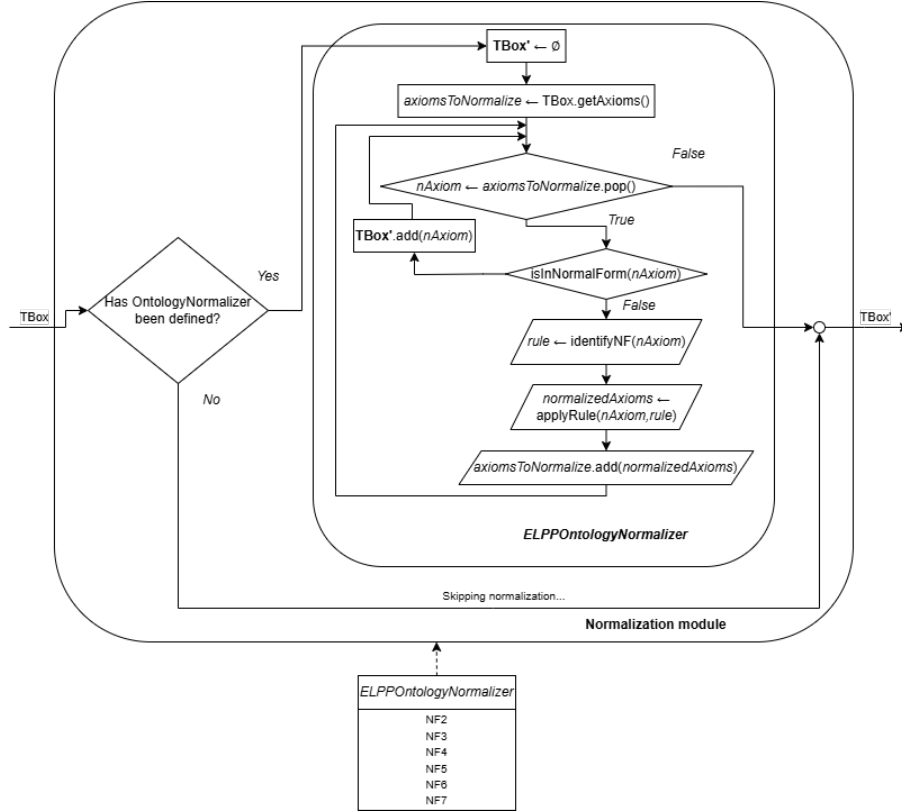 TBox' ← ∅
axiomsToNormalize ← TBox.getAxioms()
False
nAxiom ← axiomsToNormalize.pop()
True
TBox'.add(nAxiom)
isInNormalForm(nAxiom)
Yes
Has OntologyNormalizer
been defined?
TBox
TBox'
False
rule ← identifyNF(nAxiom)
No
normalizedAxioms ←
applyRule(nAxiom,rule)
axiomsToNormalize.add(normalizedAxioms)
ELPPOntologyNormalizer
Skipping normalization...
Normalization module
ELPPOntologyNormalizer
NF2
NF3
NF4
NF5
NF6
NF7